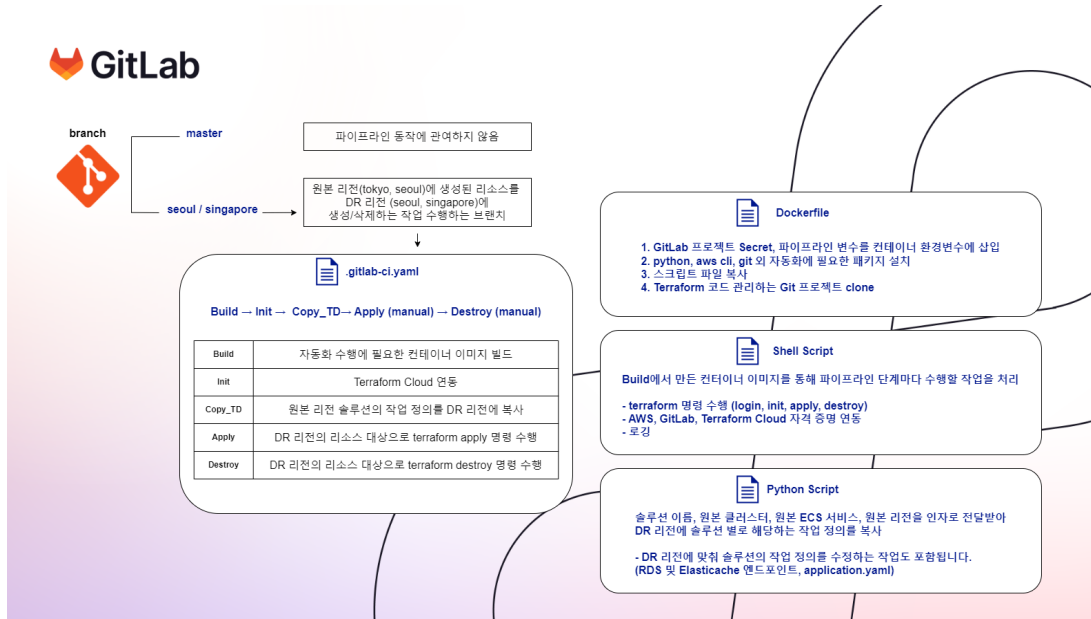 GitLab
branch
master
파이프라인 동작에 관여하지 않음
seoul / singapore
원본 리전(tokyo, seoul)에 생성된 리소스를
DR 리전 (seoul, singapore)에
생성/삭제하는 작업 수행하는 브랜치
.gitlab-ci.yaml
Build → Init → Copy_TD→ Apply (manual) → Destroy (manual)
Build 자동화 수행에 필요한 컨테이너 이미지 빌드
Init Terraform Cloud 연동
Copy_TD 원본 리전 솔루션의 작업 정의를 DR 리전에 복사
Apply DR 리전의 리소스 대상으로 terraform apply 명령 수행
Destroy DR 리전의 리소스 대상으로 terraform destroy 명령 수행
Dockerfile
1. GitLab 프로젝트 Secret, 파이프라인 변수를 컨테이너 환경변수에 삽입
2. python, aws cli, git 외 자동화에 필요한 패키지 설치
3. 스크립트 파일 복사
4. Terraform 코드 관리하는 Git 프로젝트 clone
Shell Script
Build에서 만든 컨터이너 이미지를 통해 파이프라인 단계마다 수행할 작업을 처리
- terraform 명령 수행 (login, init, apply, destroy)
- AWS, GitLab, Terraform Cloud 자격 증명 연동
- 로깅
Python Script
솔루션 이름, 원본 클러스터, 원본 ECS 서비스, 원본 리전을 인자로 전달받아
DR 리전에 솔루션 별로 해당하는 작업 정의를 복사
- DR 리전에 맞춰 솔루션의 작업 정의를 수정하는 작업도 포함됩니다.
(RDS 및 Elasticache 엔드포인트, application.yaml)